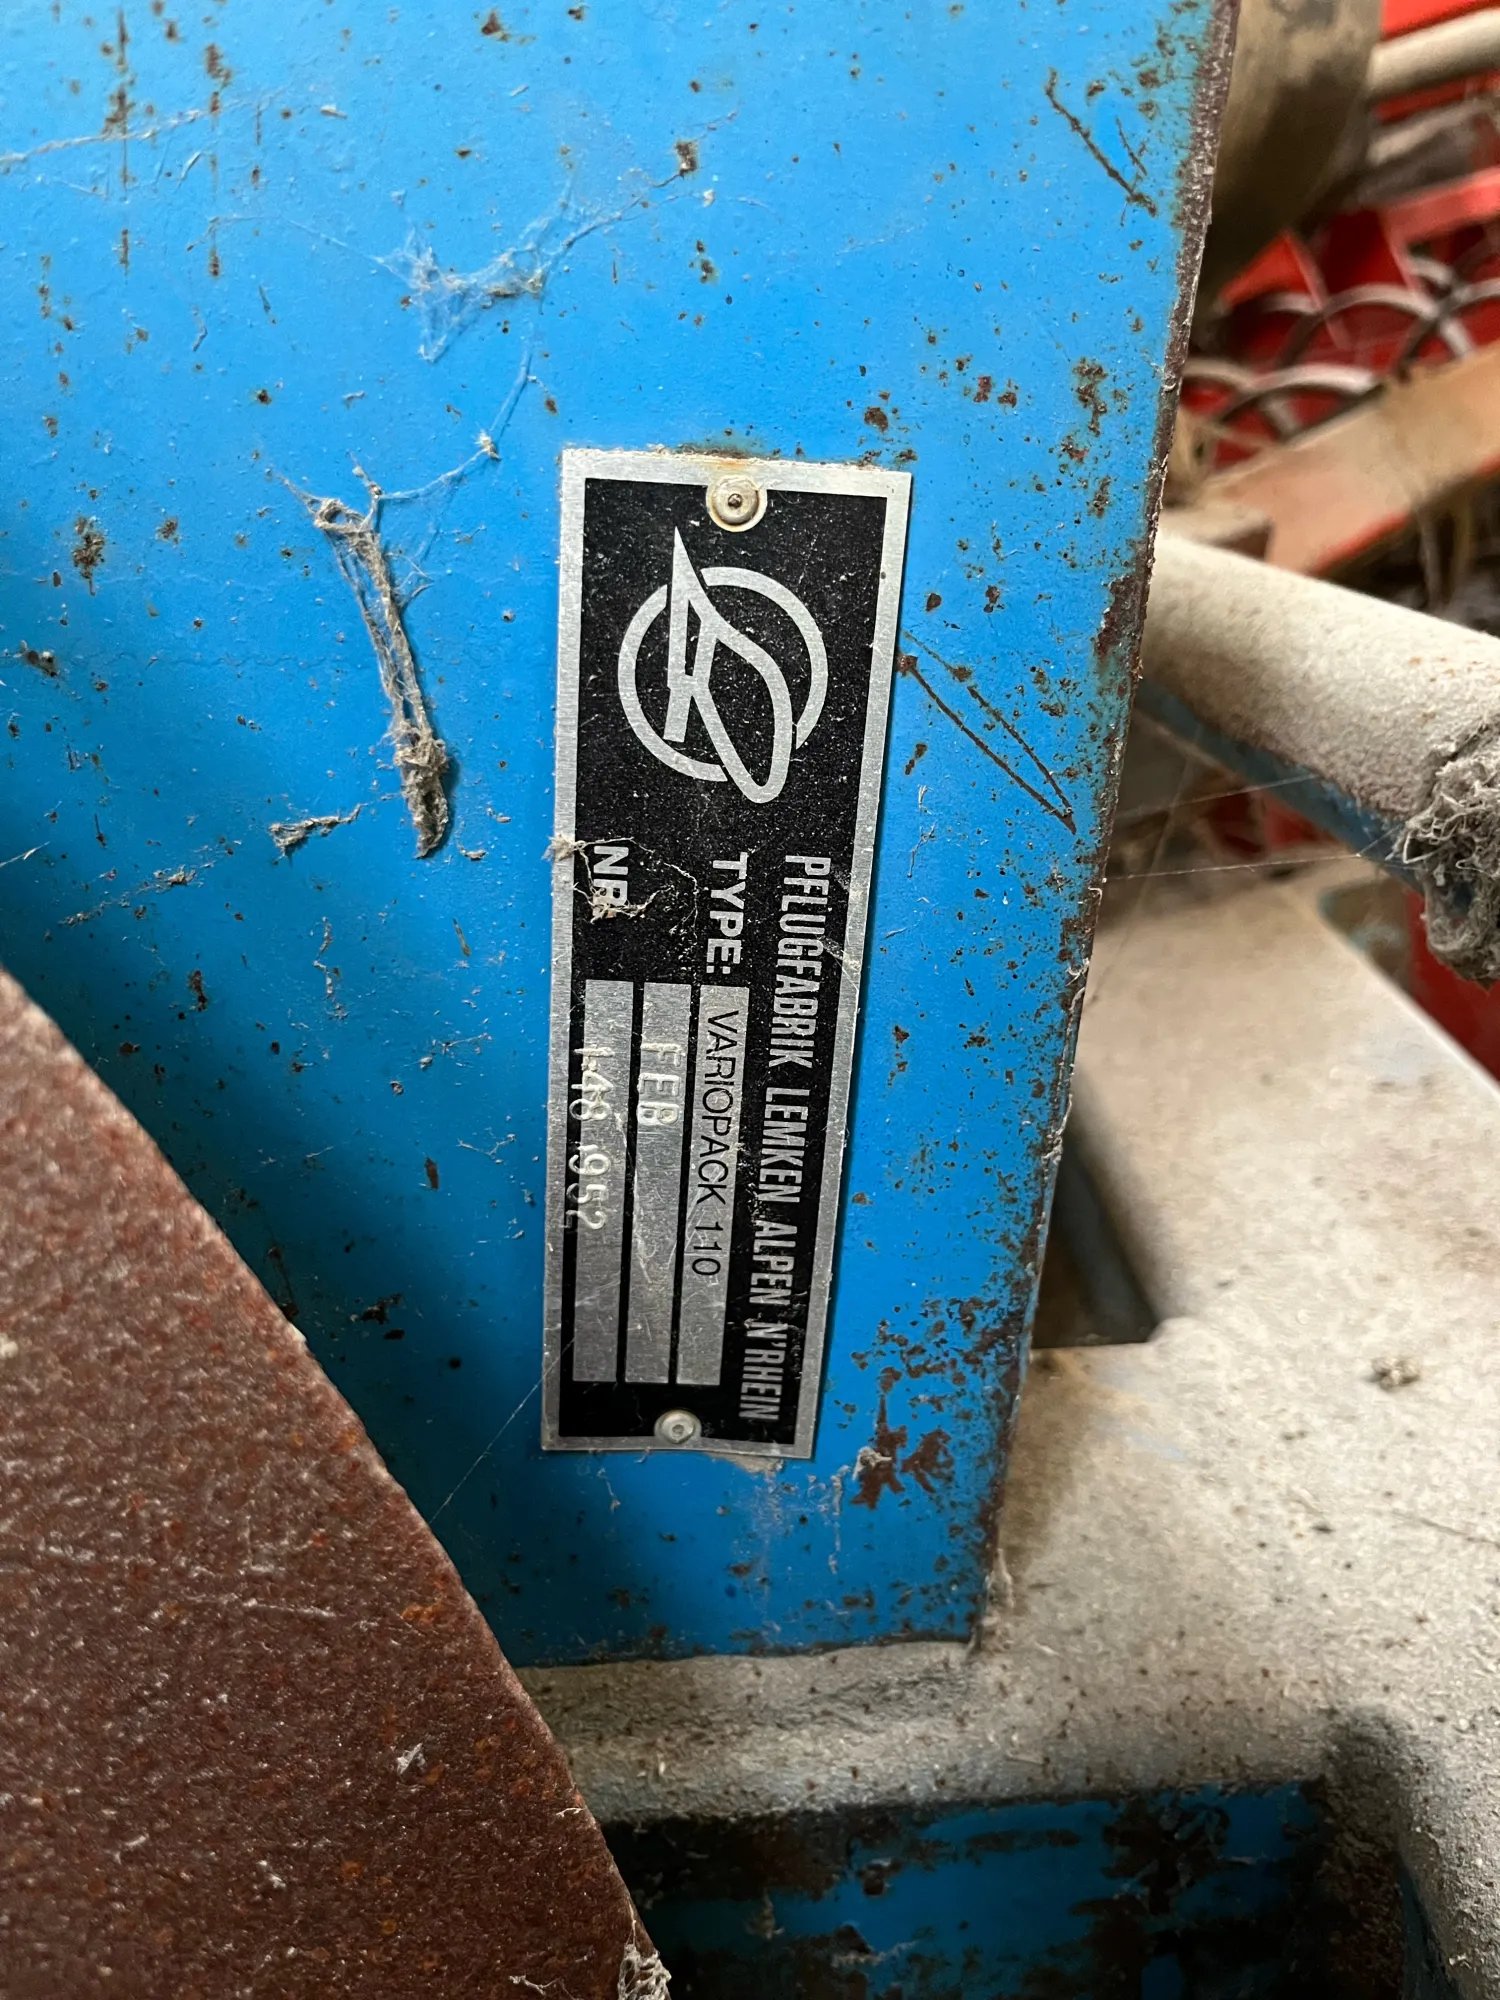 PFLUGFABRIK LEMKEN ALPEN N'RHEIN
TYPE: VARIOPACK 110
FEB
NR. 148 952